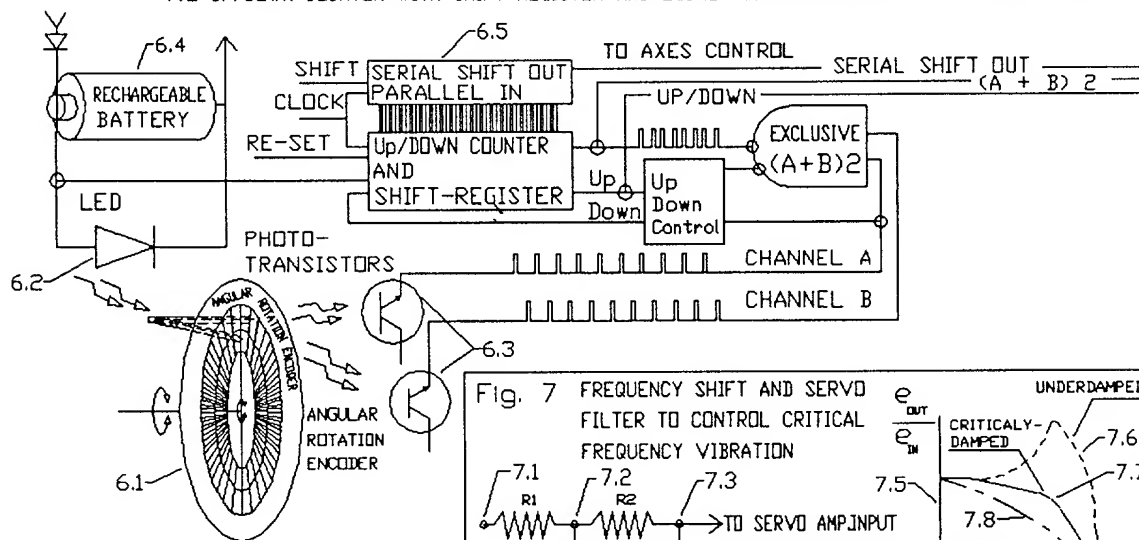 6.4
6.5
TO AXES CONTROL
SHIFT
SERIAL SHIFT OUT
PARALLEL IN
SERIAL SHIFT OUT
(A + B) 2
RECHARGEABLE
BATTERY
CLOCK
UP/DOWN
RE-SET
Up/DOWN COUNTER
AND
SHIFT-REGISTER
EXCLUSIVE
(A+B)2
Up
Down
Up
Down
Control
LED
6.2
PHOTO-
TRANSISTORS
CHANNEL A
CHANNEL B
6.3
ANGULAR ROTATION ENCODER
ANGULAR
ROTATION
ENCODER
6.1
Fig. 7 FREQUENCY SHIFT AND SERVO
FILTER TO CONTROL CRITICAL
FREQUENCY VIBRATION
e OUT
e IN
UNDERDAMPED
CRITICALY-
DAMPED
7.6
7.5
7.7
7.8
7.1
R1
7.2
R2
7.3
TO SERVO AMP.INPUT